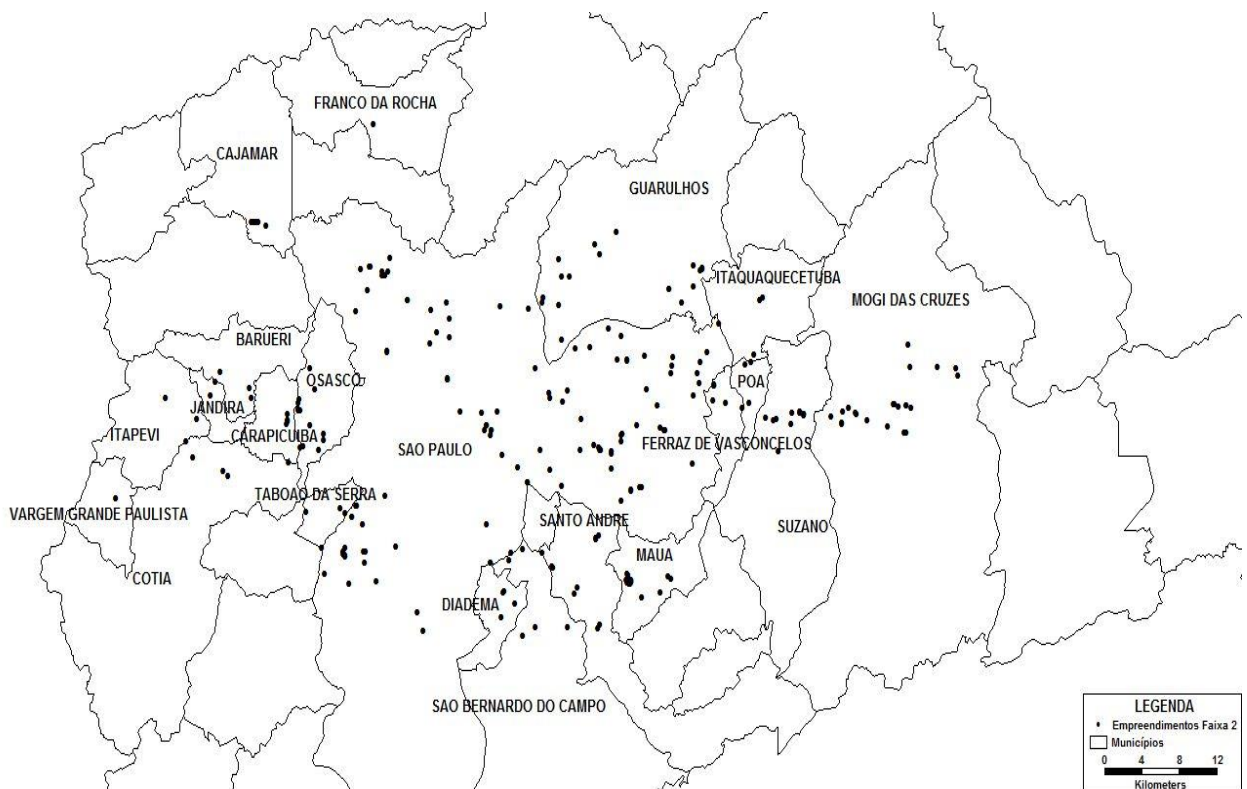 FRANCO DA ROCHA
CAJAMAR
GUARULHOS
ITAQUAQUECETUBA
MOGI DAS CRUZES
BARUERI
OSASCO
POA
JANDIRA
ITAPEVI
CARAPICUIBA
SAO PAULO
FERRAZ DE VASCONCELOS
TABOAO DA SERRA
VARGEM GRANDE PAULISTA
SANTO ANDRE
SUZANO
MAUA
COTIA
DIADEMA
SAO BERNARDO DO CAMPO
LEGENDA
Empreendimentos Faixa 2
Municípios
0 4 8 12
Kilometers